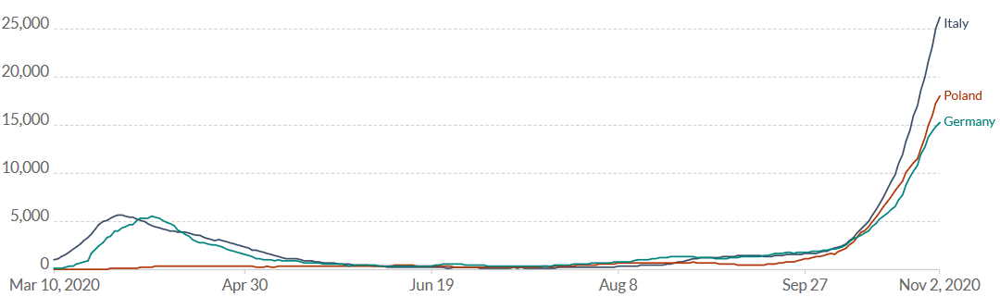 25,000
Italy
20,000
Poland
15,000
Germany
10,000
5,000
0
Mar 10, 2020 Apr 30 Jun 19 Aug 8 Sep 27 Nov 2, 2020